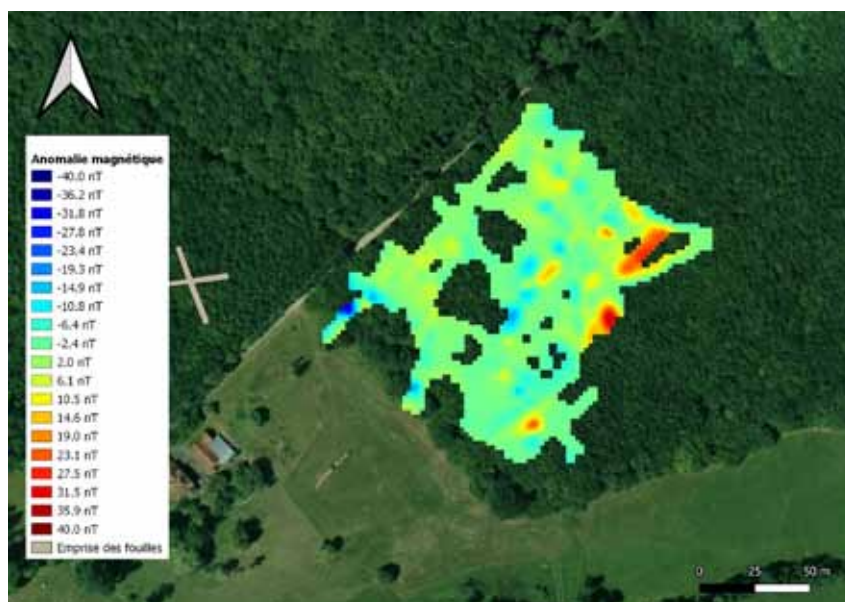 Anomalie magnétique
-40.0 nT
-36.2 nT
-31.8 nT
-27.8 nT
-23.4 nT
-19.3 nT
-14.9 nT
-10.8 nT
-6.4 nT
-2.4 nT
2.0 nT
6.1 nT
10.5 nT
14.6 nT
19.0 nT
23.1 nT
27.5 nT
31.5 nT
35.9 nT
40.0 nT
Emprise des fouilles
0 25 50 m